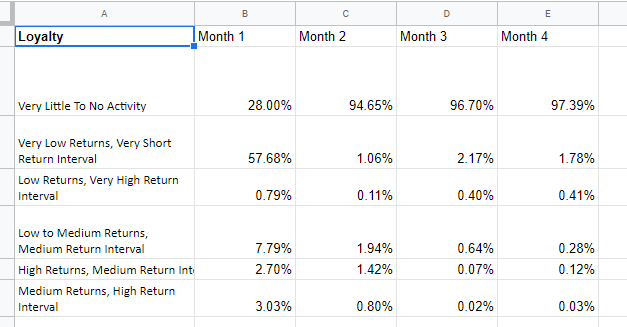 A B C D E
Loyalty Month 1 Month 2 Month 3 Month 4
Very Little To No Activity 28.00% 94.65% 96.70% 97.39%
Very Low Returns, Very Short
Return Interval 57.68% 1.06% 2.17% 1.78%
Low Returns, Very High Return
Interval 0.79% 0.11% 0.40% 0.41%
Low to Medium Returns,
Medium Return Interval 7.79% 1.94% 0.64% 0.28%
High Returns, Medium Return Int 2.70% 1.42% 0.07% 0.12%
Medium Returns, High Return
Interval 3.03% 0.80% 0.02% 0.03%